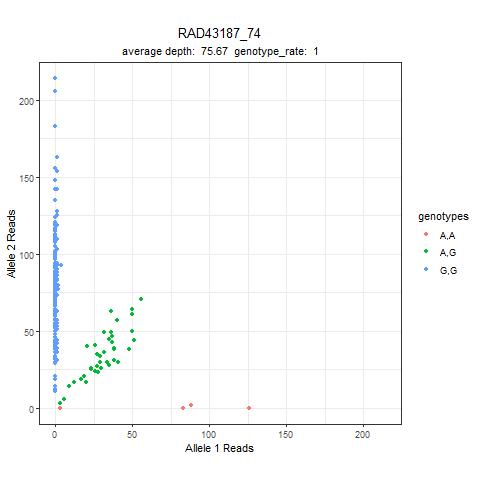 RAD43187_74
average depth: 75.67 genotype_rate: 1
Allele 2 Reads
200
150
100
50
0
0
50
100
150
200
Allele 1 Reads
genotypes
A,A
A,G
G,G